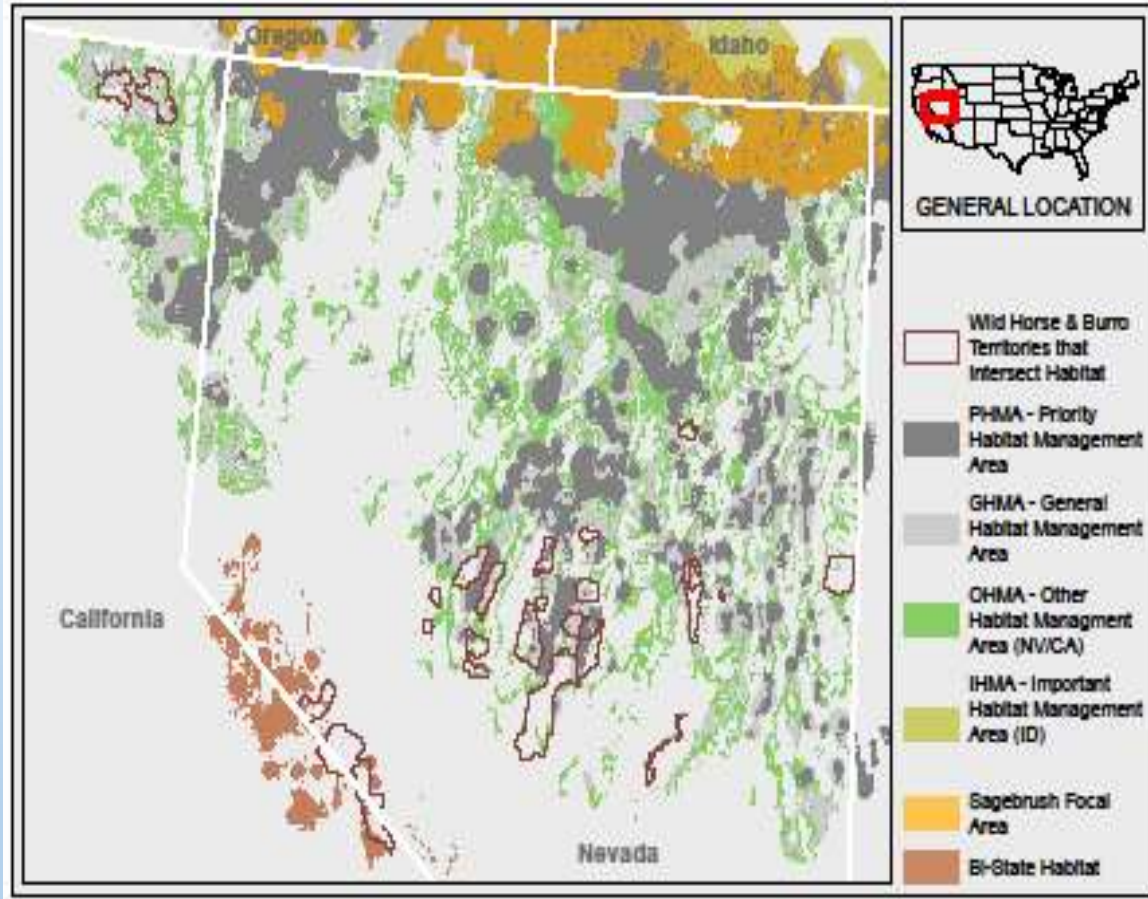 Oregon
Idaho
California
Nevada
GENERAL LOCATION
Wild Horse & Burro
Territories that
Intersect Habitat
PHMA - Priority
Habitat Management
Area
GHMA - General
Habitat Management
Area
OHMA - Other
Habitat Managment
Area (NV/CA)
IHMA - Important
Habitat Management
Area (ID)
Sagebrush Focal
Area
Bi-State Habitat